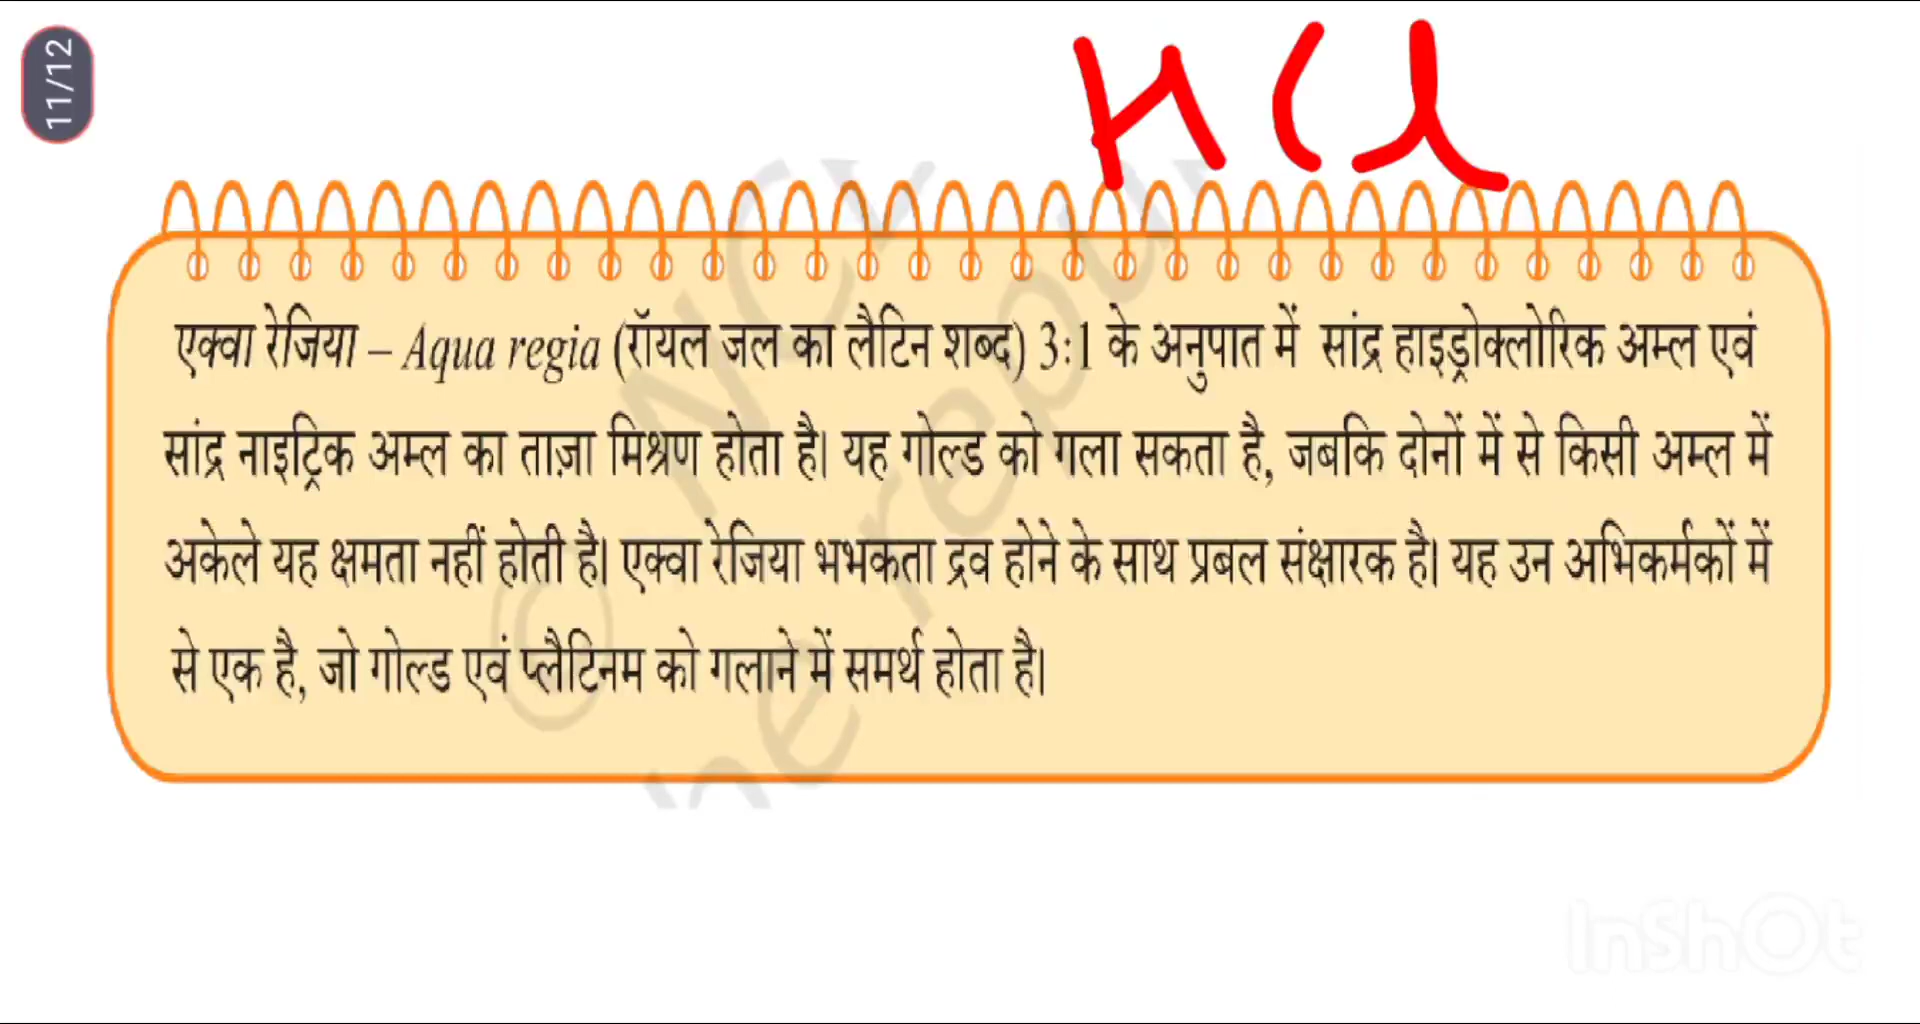 11/12
HCl
एक्वा रेजिया – Aqua regia (रॉयल जल का लैटिन शब्द) 3:1 के अनुपात में सांद्र हाइड्रोक्लोरिक अम्ल एवं
सांद्र नाइट्रिक अम्ल का ताज़ा मिश्रण होता है। यह गोल्ड को गला सकता है, जबकि दोनों में से किसी अम्ल में
अकेले यह क्षमता नहीं होती है। एक्वा रेजिया भभकता द्रव होने के साथ प्रबल संक्षारक है। यह उन अभिकर्मकों में
से एक है, जो गोल्ड एवं प्लैटिनम को गलाने में समर्थ होता है।
InShOt